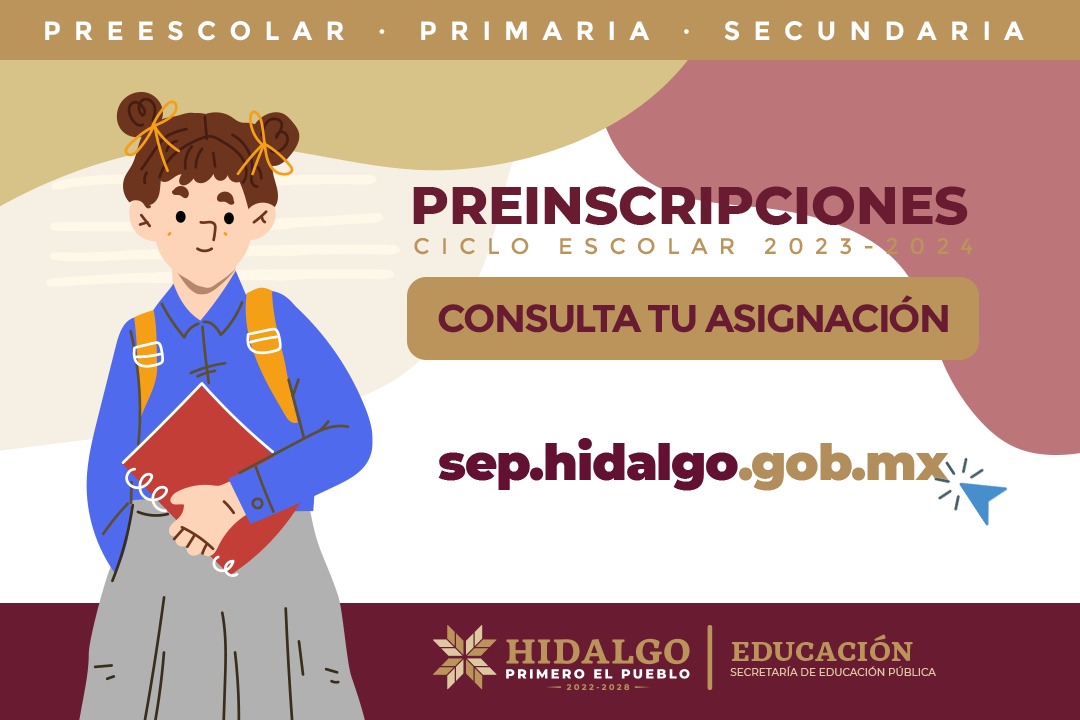 PREESCOLAR · PRIMARIA · SECUNDARIA
PREINSCRIPCIONES
CICLO ESCOLAR 2023-2024
CONSULTA TU ASIGNACIÓN
sep.hidalgo.gob.mx
HIDALGO
PRIMERO EL PUEBLO
2022-2028
EDUCACIÓN
SECRETARÍA DE EDUCACIÓN PÚBLICA